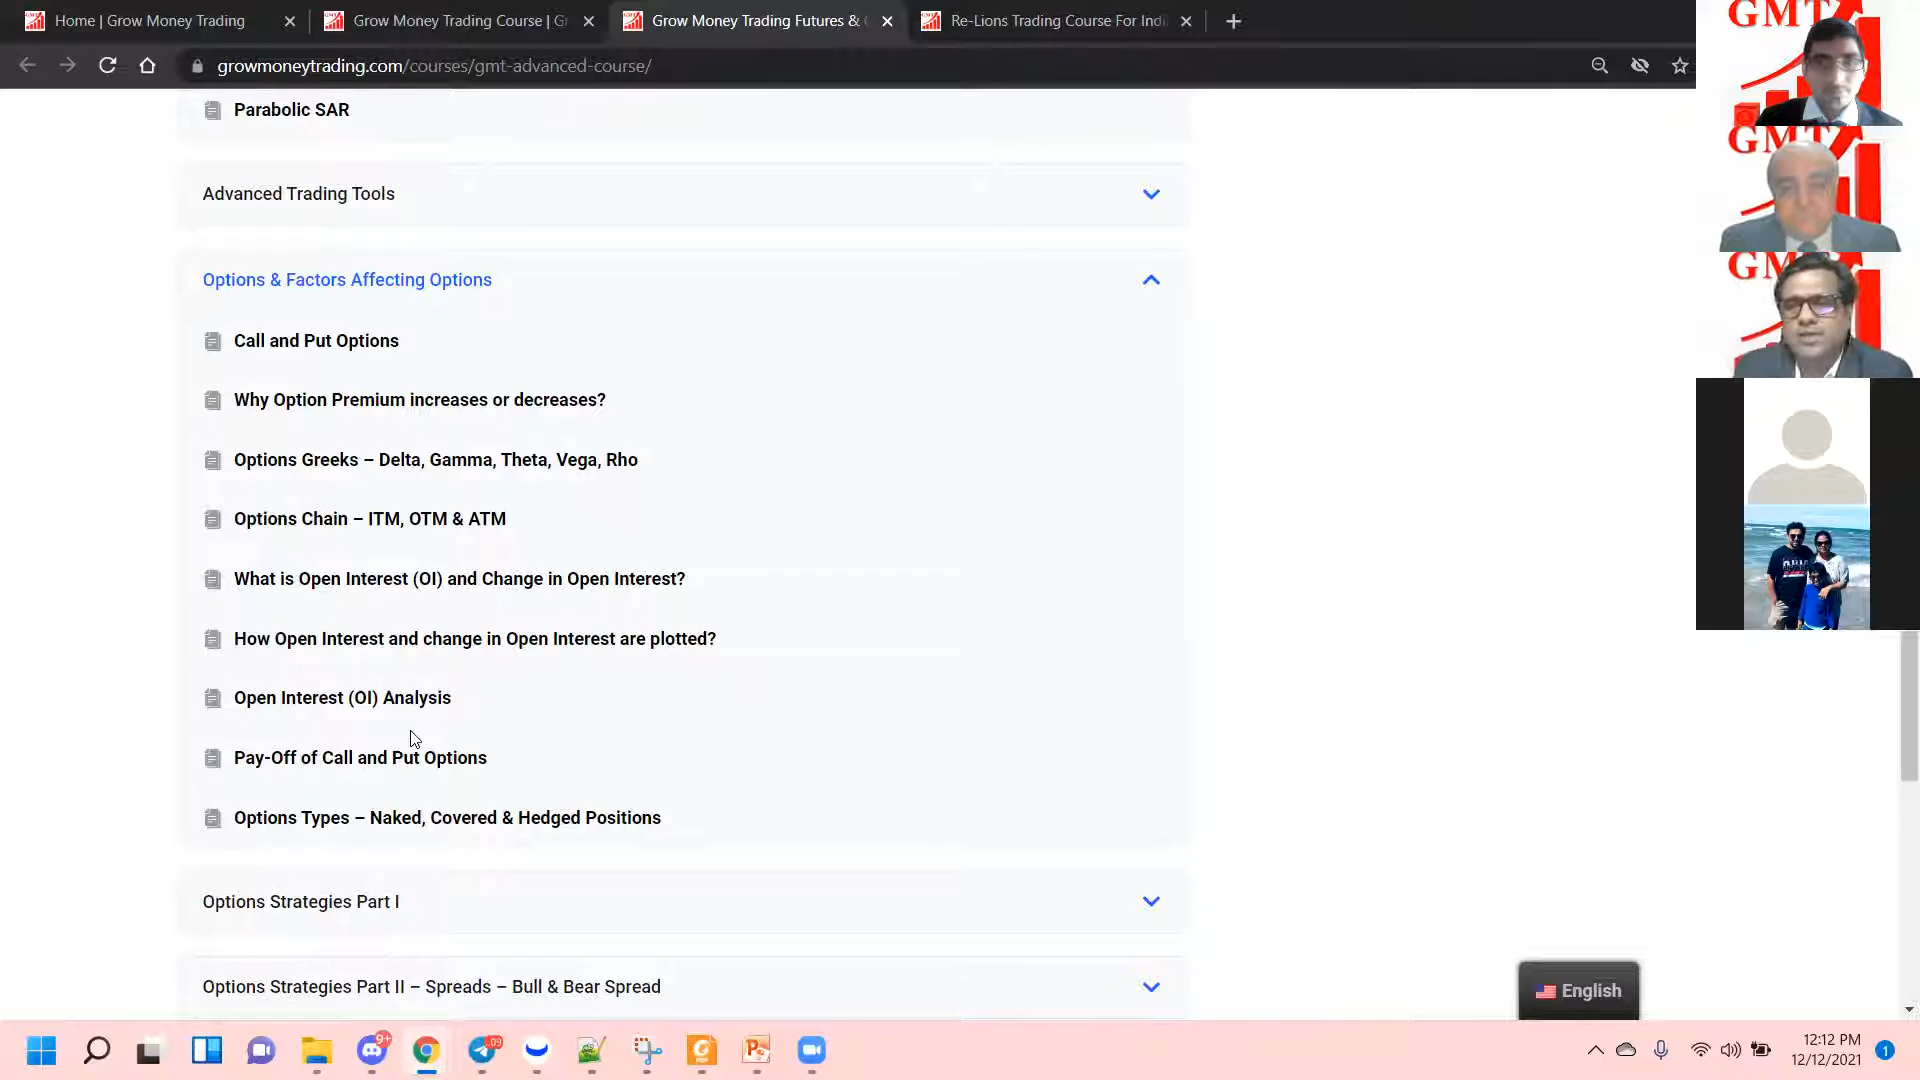 Home | Grow Money Trading
Grow Money Trading Course | G
Grow Money Trading Futures &
Re-Lions Trading Course For Indi
growmoneytrading.com/courses/gmt-advanced-course/
GMT
GMT
GMT
Parabolic SAR
Advanced Trading Tools
Options & Factors Affecting Options
Call and Put Options
Why Option Premium increases or decreases?
Options Greeks – Delta, Gamma, Theta, Vega, Rho
Options Chain – ITM, OTM & ATM
What is Open Interest (OI) and Change in Open Interest?
How Open Interest and change in Open Interest are plotted?
Open Interest (OI) Analysis
Pay-Off of Call and Put Options
Options Types – Naked, Covered & Hedged Positions
Options Strategies Part I
Options Strategies Part II – Spreads – Bull & Bear Spread
English
9+
12:12 PM
12/12/2021
1